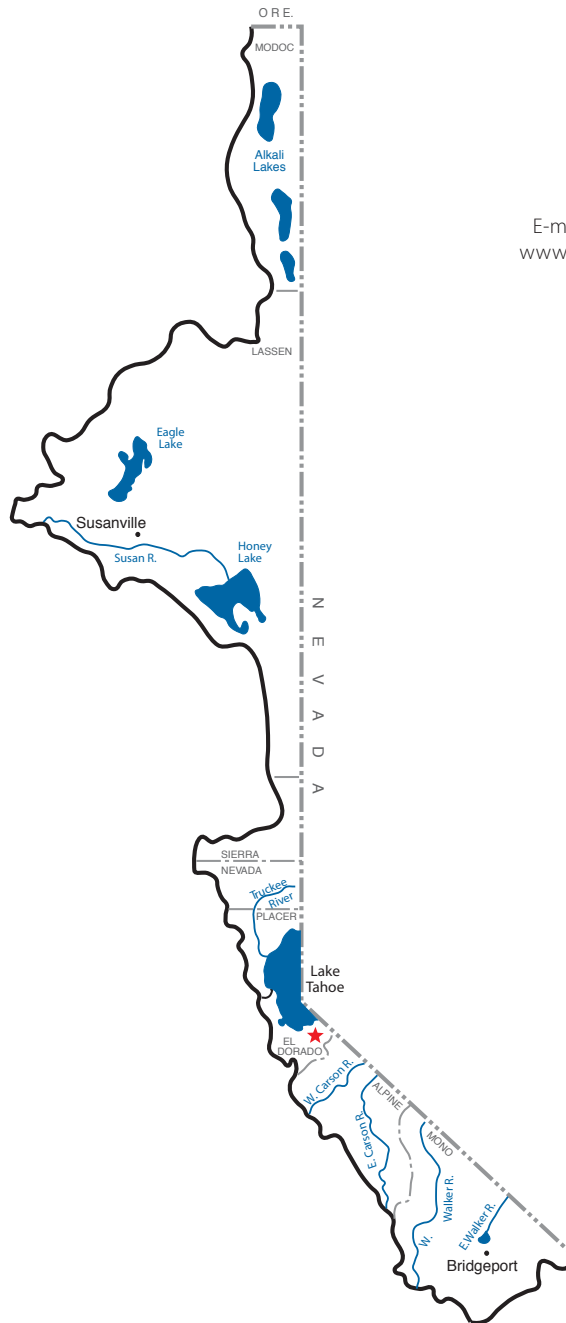 ORE.
MODOC
Alkali
Lakes
E-m
www
LASSEN
Eagle
Lake
Susanville
Susan R.
Honey
Lake
NEVADA
SIERRA
NEVADA
Truckee
River
PLACER
Lake
Tahoe
EL
DORADO
W. Carson R.
ALPINE
E. Carson R.
MONO
W. Walker R.
E.Walker R.
Bridgeport